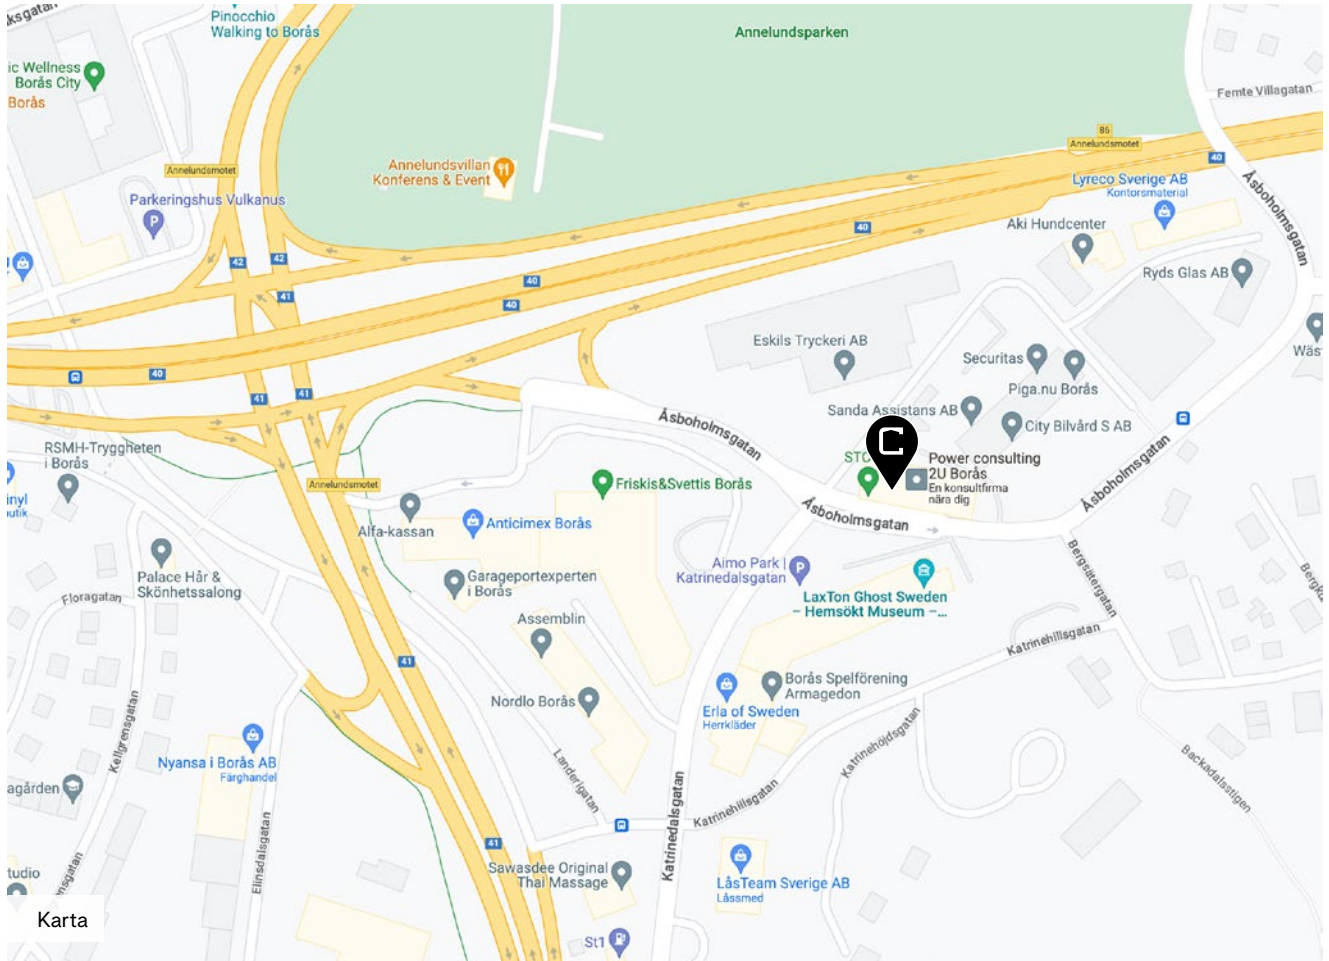 ksgatan
Pinocchio
Walking to Borås
Annelundsparken
ic Wellness
Borås City
Borås
Femte Villagatan
86
Annelundsmotet
40
Annelundsmotet
Annelundsvillan
Konferens & Event
Lyreco Sverige AB
Kontorsmaterial
Åsboholmsgatan
Parkeringshus Vulkanus
P
40
Aki Hundcenter
42
42
Ryds Glas AB
40
41
40
Eskils Tryckeri AB
Wäs
Securitas
Piga.nu Borås
40
41
41
Sanda Assistans AB
City Bilvård S AB
Åsboholmsgatan
RSMH-Tryggheten
i Borås
C
STC
Power consulting
2U Borås
En konsultfirma
nära dig
Åsboholmsgatan
Annelundsmotet
Friskis&Svettis Borås
inyl
utik
Åsboholmsgatan
Alfa-kassan
Anticimex Borås
Aimo Park |
Katrinedalsgatan
P
Bergsätergatan
Palace Hår &
Skönhetssalong
Garageportexperten
i Borås
LaxTon Ghost Sweden
– Hemsökt Museum –...
Floragatan
Assemblin
Katrinehillsgatan
41
Borås Spelförening
Armagedon
Nordlo Borås
Erla of Sweden
Herrkläder
Kellgrensgatan
Nyansa i Borås AB
Färghandel
Landerigatan
Katrinehöjdsgatan
Backadalsstigen
agården
Katrinehillsgatan
Katrinedalsgatan
41
Elinsdalsgatan
Sawasdee Original
Thai Massage
LåsTeam Sverige AB
Låssmed
tudio
ensgatan
Karta
St1